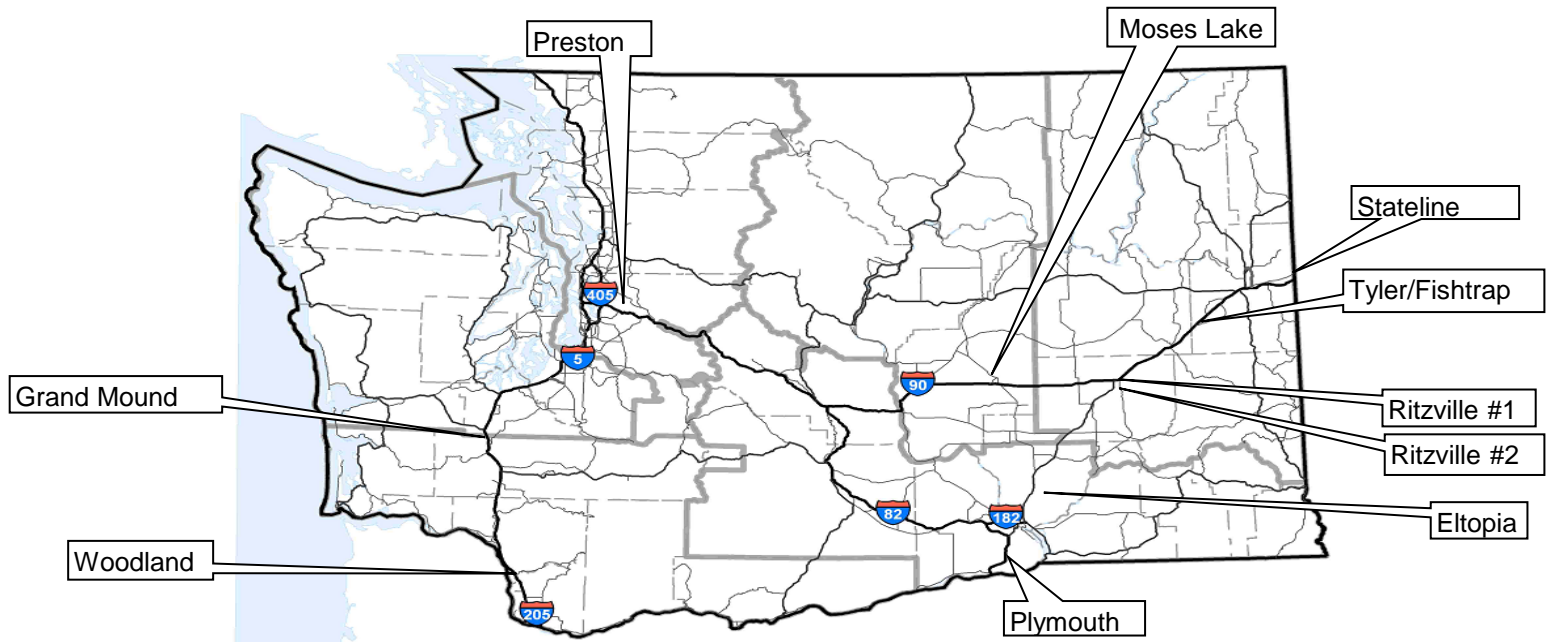 Preston
Moses Lake
Stateline
Tyler/Fishtrap
405
5
90
Grand Mound
Ritzville #1
Ritzville #2
82
182
Eltopia
Woodland
205
Plymouth